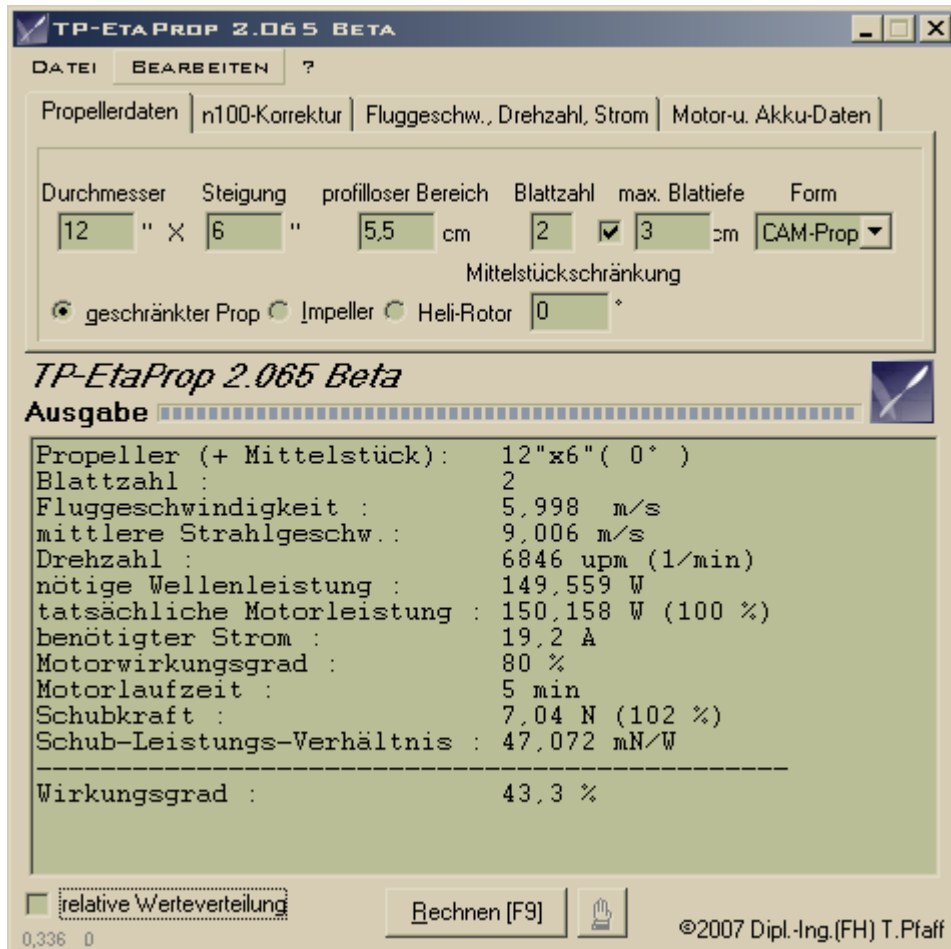 TP-EtaProp 2.065 Beta
Datei Bearbeiten ?
Propellerdaten n100-Korrektur Fluggeschw., Drehzahl, Strom Motor-u. Akku-Daten
Durchmesser Steigung profilloser Bereich Blattzahl max. Blattiefe Form
12 " X 6 " 5,5 cm 2 3 cm CAM-Prop
Mittelstückschränkung
geschränkter Prop Impeller Heli-Rotor 0 °
TP-EtaProp 2.065 Beta
Ausgabe
Propeller (+ Mittelstück): 12"x6"( 0° )
Blattzahl : 2
Fluggeschwindigkeit : 5,998 m/s
mittlere Strahlgeschw.: 9,006 m/s
Drehzahl : 6846 upm (1/min)
nötige Wellenleistung : 149,559 W
tatsächliche Motorleistung : 150,158 W (100 %)
benötigter Strom : 19,2 A
Motorwirkungsgrad : 80 %
Motorlaufzeit : 5 min
Schubkraft : 7,04 N (102 %)
Schub-Leistungs-Verhältnis : 47,072 mN/W
Wirkungsgrad : 43,3 %
relative Werteverteilung Rechnen [F9]
0,336 0 ©2007 Dipl.-Ing.(FH) T.Pfaff